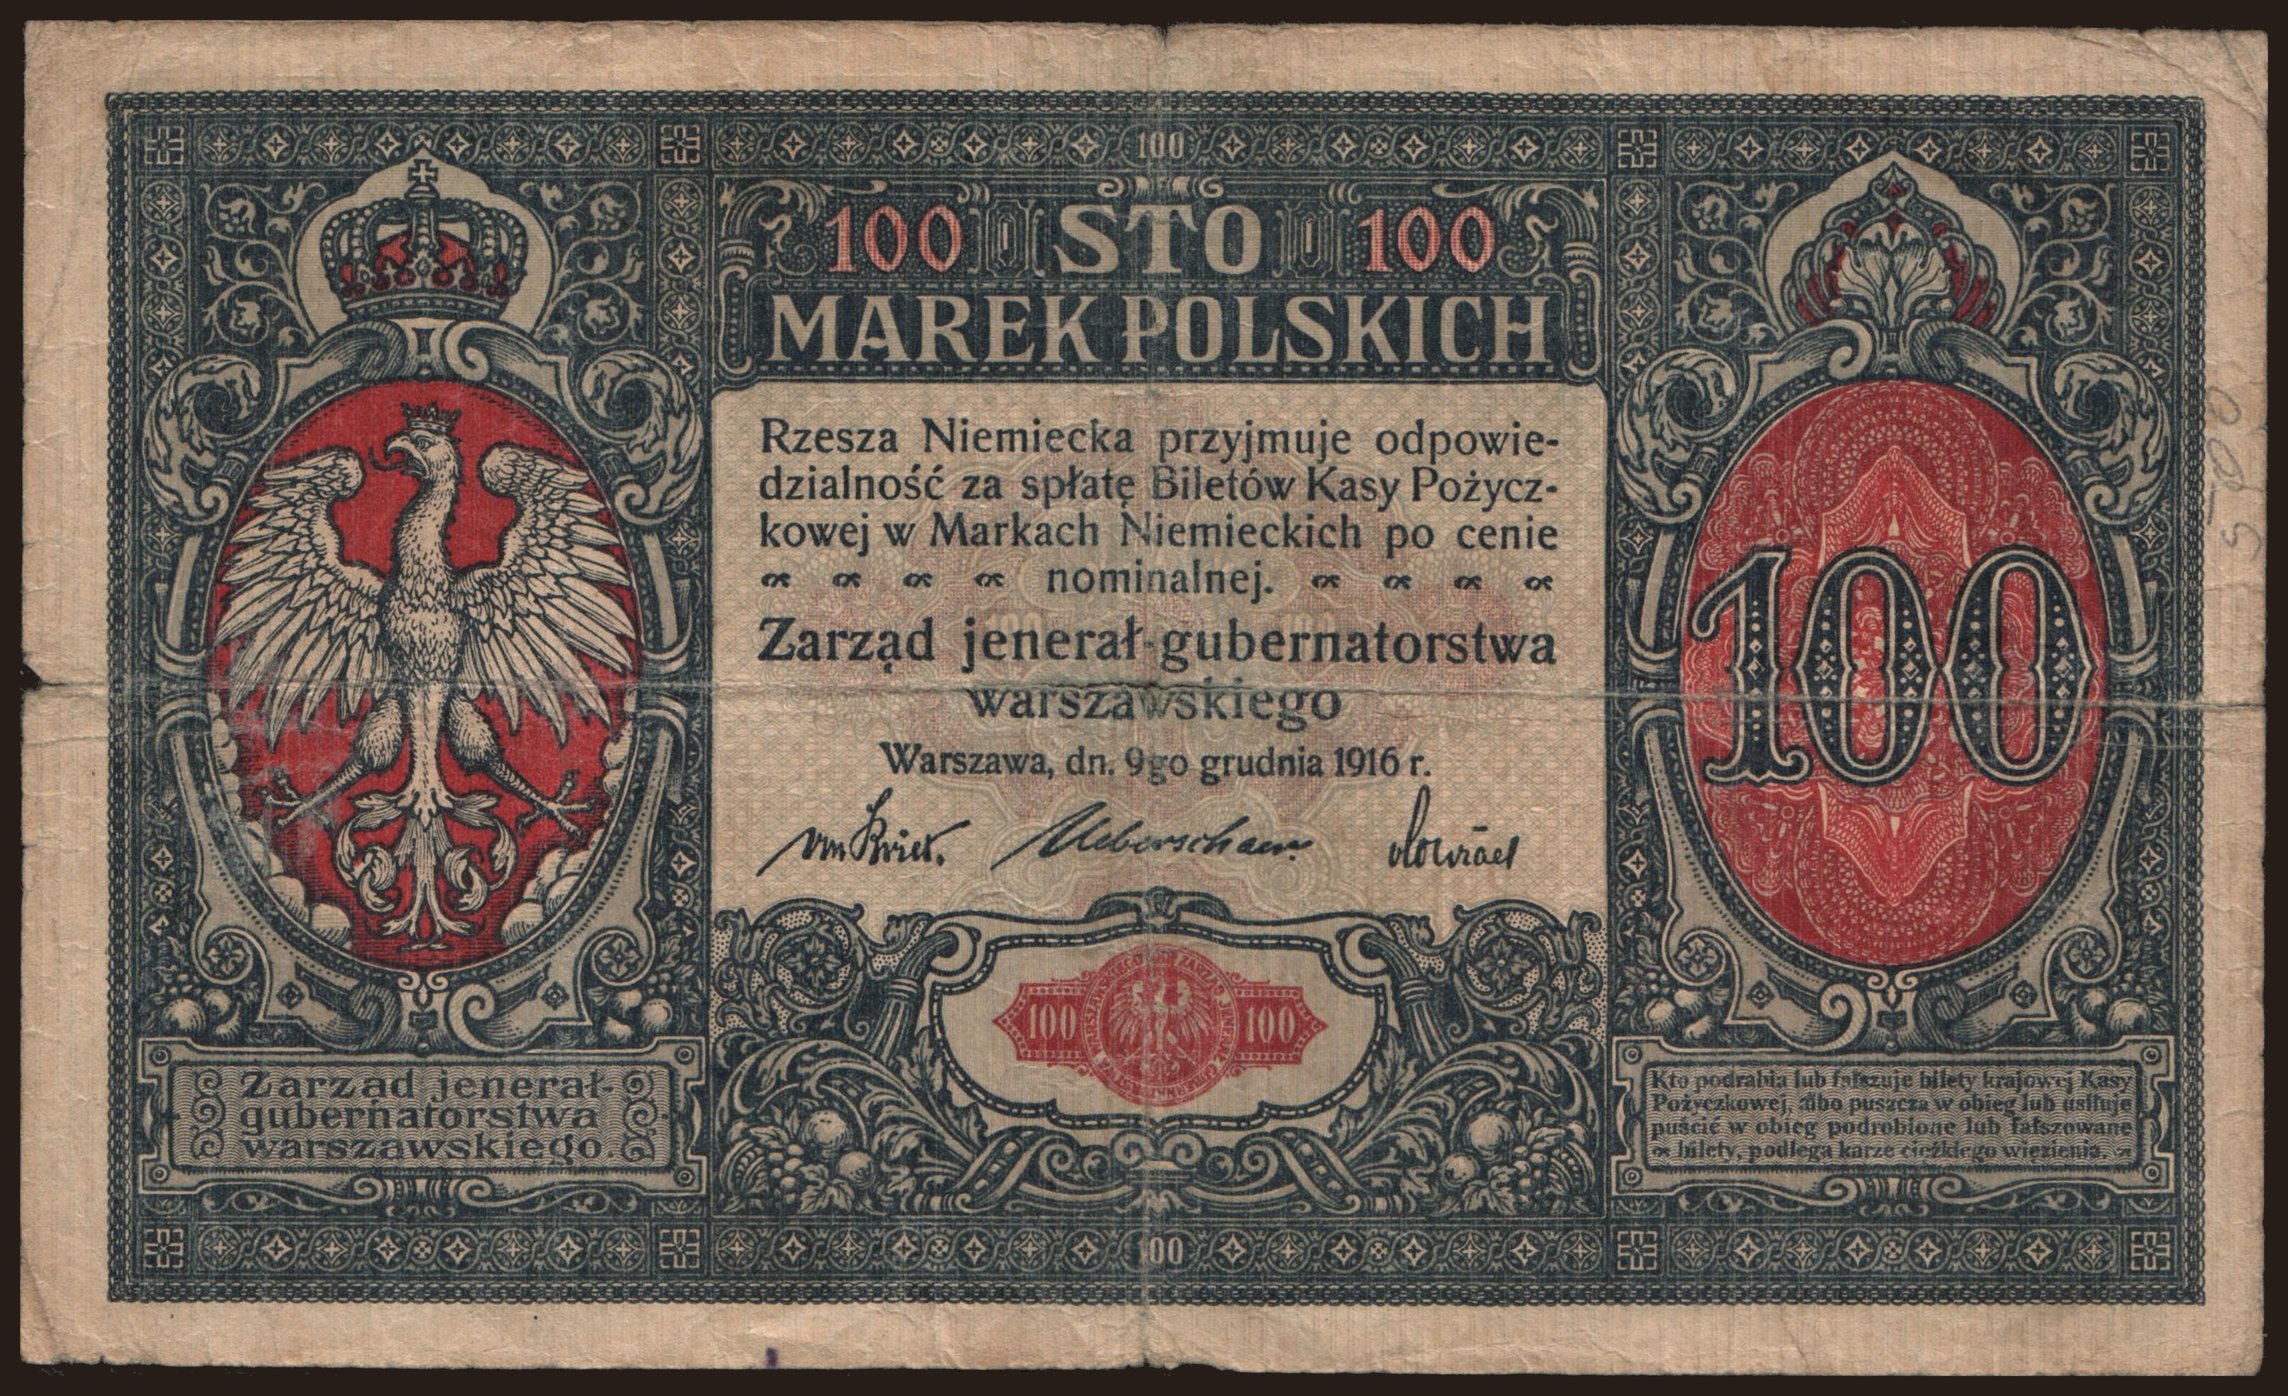 100
100 STO 100
MAREK POLSKICH
Rzesza Niemiecka przyjmuje odpowie-
dzialność za spłatę Biletów Kasy Pożycz-
kowej w Markach Niemieckich po cenie
nominalnej.
Zarząd jenerał-gubernatorstwa
warszawskiego
Warszawa, dn. 9go grudnia 1916 r.
von Kries.
100
100 100
Zarząd jenerał-
gubernatorstwa
warszawskiego.
Kto podrabia lub fałszuje bilety krajowej Kasy
Pożyczkowej, albo puszcza w obieg lub usiłuje
puścić w obieg podrobione lub fałszowane
bilety, podlega karze ciężkiego więzienia.
100